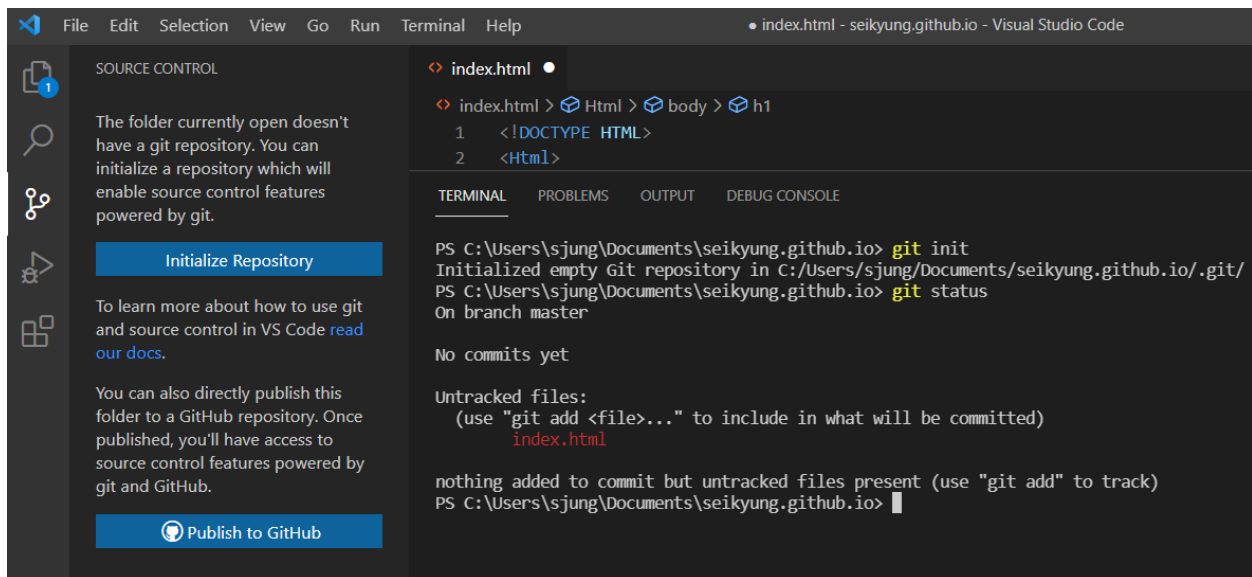 File Edit Selection View Go Run Terminal Help ● index.html - seikyung.github.io - Visual Studio Code
1
SOURCE CONTROL
The folder currently open doesn't
have a git repository. You can
initialize a repository which will
enable source control features
powered by git.
Initialize Repository
To learn more about how to use git
and source control in VS Code read
our docs.
You can also directly publish this
folder to a GitHub repository. Once
published, you'll have access to
source control features powered by
git and GitHub.
Publish to GitHub
<> index.html ●
<> index.html > Html > body > h1
1 <!DOCTYPE HTML>
2 <Html>
TERMINAL PROBLEMS OUTPUT DEBUG CONSOLE
PS C:\Users\sjung\Documents\seikyung.github.io> git init
Initialized empty Git repository in C:/Users/sjung/Documents/seikyung.github.io/.git/
PS C:\Users\sjung\Documents\seikyung.github.io> git status
On branch master
No commits yet
Untracked files:
(use "git add <file>..." to include in what will be committed)
index.html
nothing added to commit but untracked files present (use "git add" to track)
PS C:\Users\sjung\Documents\seikyung.github.io>